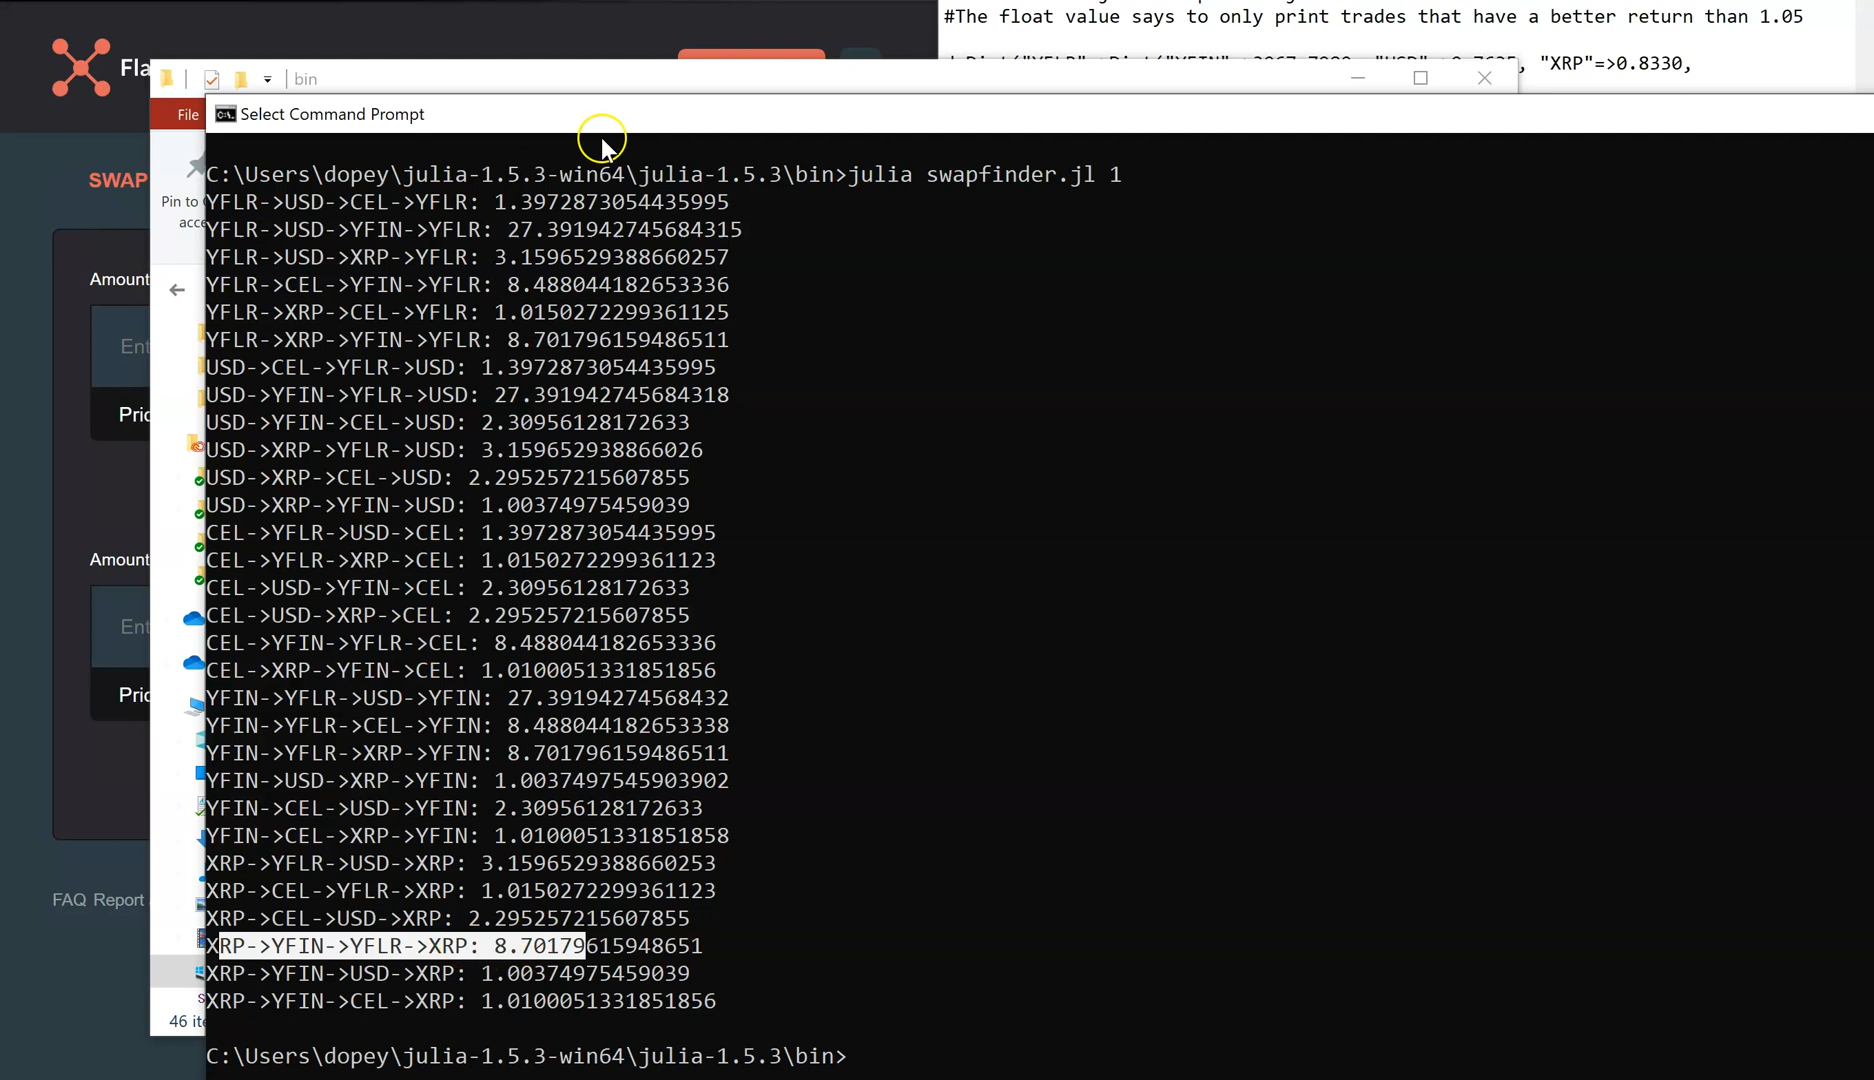 #The float value says to only print trades that have a better return than 1.05
Fla
bin
"XRP"=>0.8330,
File
Select Command Prompt
SWAP
Pin to
acce
C:\Users\dopey\julia-1.5.3-win64\julia-1.5.3\bin>julia swapfinder.jl 1
YFLR->USD->CEL->YFLR: 1.3972873054435995
YFLR->USD->YFIN->YFLR: 27.391942745684315
YFLR->USD->XRP->YFLR: 3.1596529388660257
YFLR->CEL->YFIN->YFLR: 8.488044182653336
YFLR->XRP->CEL->YFLR: 1.0150272299361125
YFLR->XRP->YFIN->YFLR: 8.701796159486511
USD->CEL->YFLR->USD: 1.3972873054435995
USD->YFIN->YFLR->USD: 27.391942745684318
USD->YFIN->CEL->USD: 2.30956128172633
USD->XRP->YFLR->USD: 3.159652938866026
USD->XRP->CEL->USD: 2.295257215607855
USD->XRP->YFIN->USD: 1.00374975459039
CEL->YFLR->USD->CEL: 1.3972873054435995
CEL->YFLR->XRP->CEL: 1.0150272299361123
CEL->USD->YFIN->CEL: 2.30956128172633
CEL->USD->XRP->CEL: 2.295257215607855
CEL->YFIN->YFLR->CEL: 8.488044182653336
CEL->XRP->YFIN->CEL: 1.0100051331851856
YFIN->YFLR->USD->YFIN: 27.39194274568432
YFIN->YFLR->CEL->YFIN: 8.488044182653338
YFIN->YFLR->XRP->YFIN: 8.701796159486511
YFIN->USD->XRP->YFIN: 1.0037497545903902
YFIN->CEL->USD->YFIN: 2.30956128172633
YFIN->CEL->XRP->YFIN: 1.0100051331851858
XRP->YFLR->USD->XRP: 3.1596529388660253
XRP->CEL->YFLR->XRP: 1.0150272299361123
XRP->CEL->USD->XRP: 2.295257215607855
XRP->YFIN->YFLR->XRP: 8.70179615948651
XRP->YFIN->USD->XRP: 1.00374975459039
XRP->YFIN->CEL->XRP: 1.0100051331851856
C:\Users\dopey\julia-1.5.3-win64\julia-1.5.3\bin>
Amount
Ent
Pric
Amount
Ent
Pric
FAQ Report
46 ite